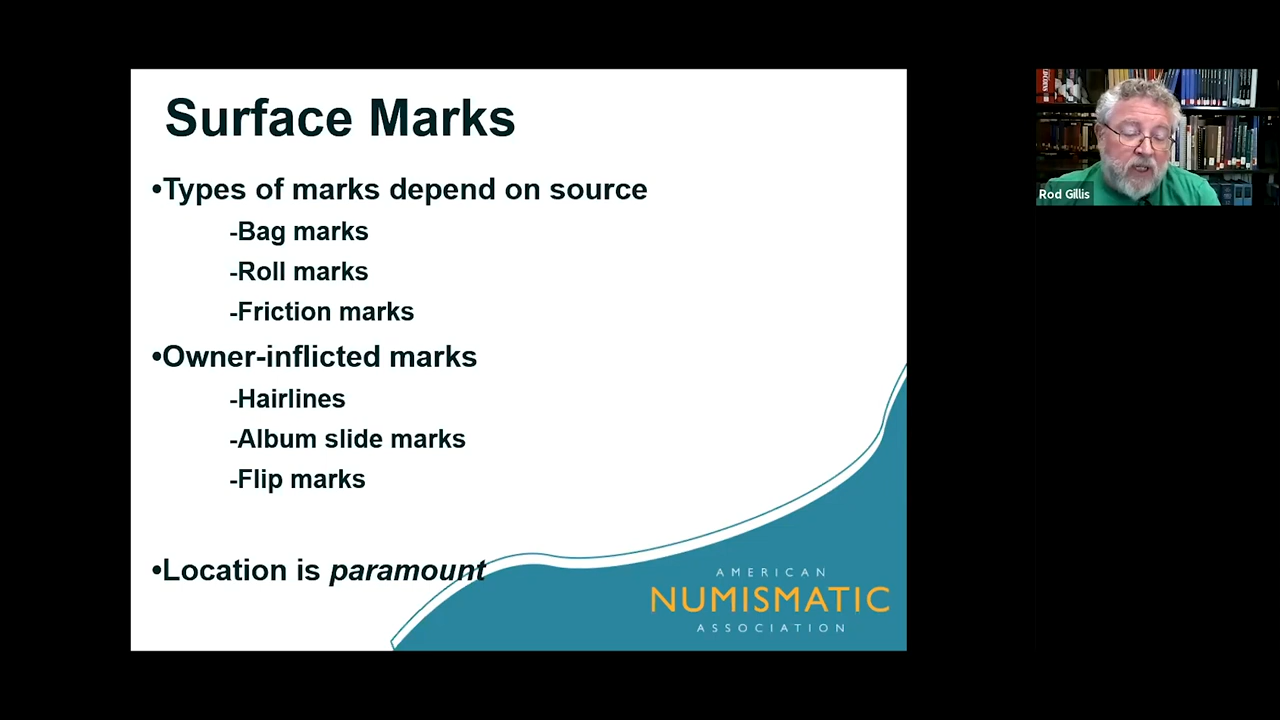 Surface Marks
•Types of marks depend on source
-Bag marks
-Roll marks
-Friction marks
•Owner-inflicted marks
-Hairlines
-Album slide marks
-Flip marks
•Location is paramount
AMERICAN
NUMISMATIC
ASSOCIATION
Rod Gillis